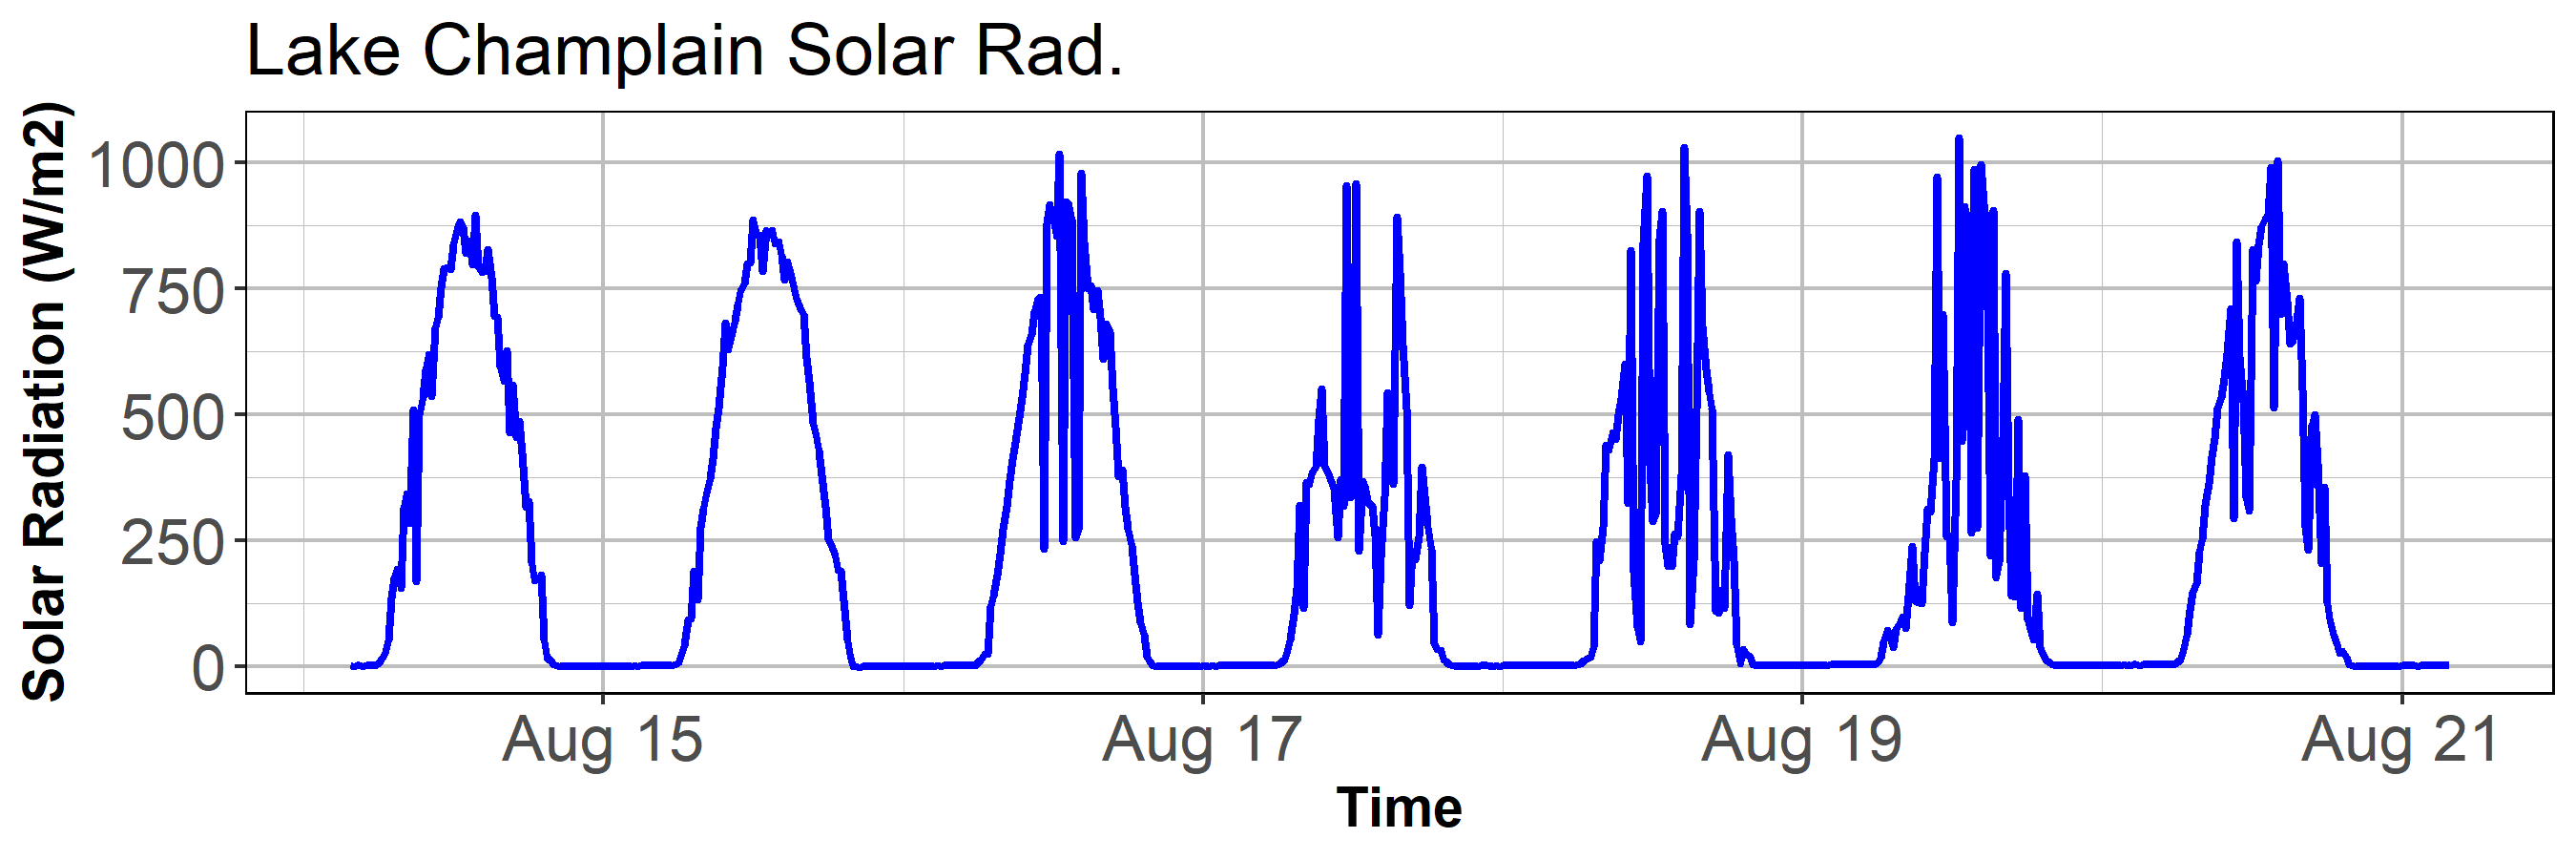 Lake Champlain Solar Rad.
Solar Radiation (W/m2)
1000
750
500
250
0
Aug 15
Aug 17
Aug 19
Aug 21
Time